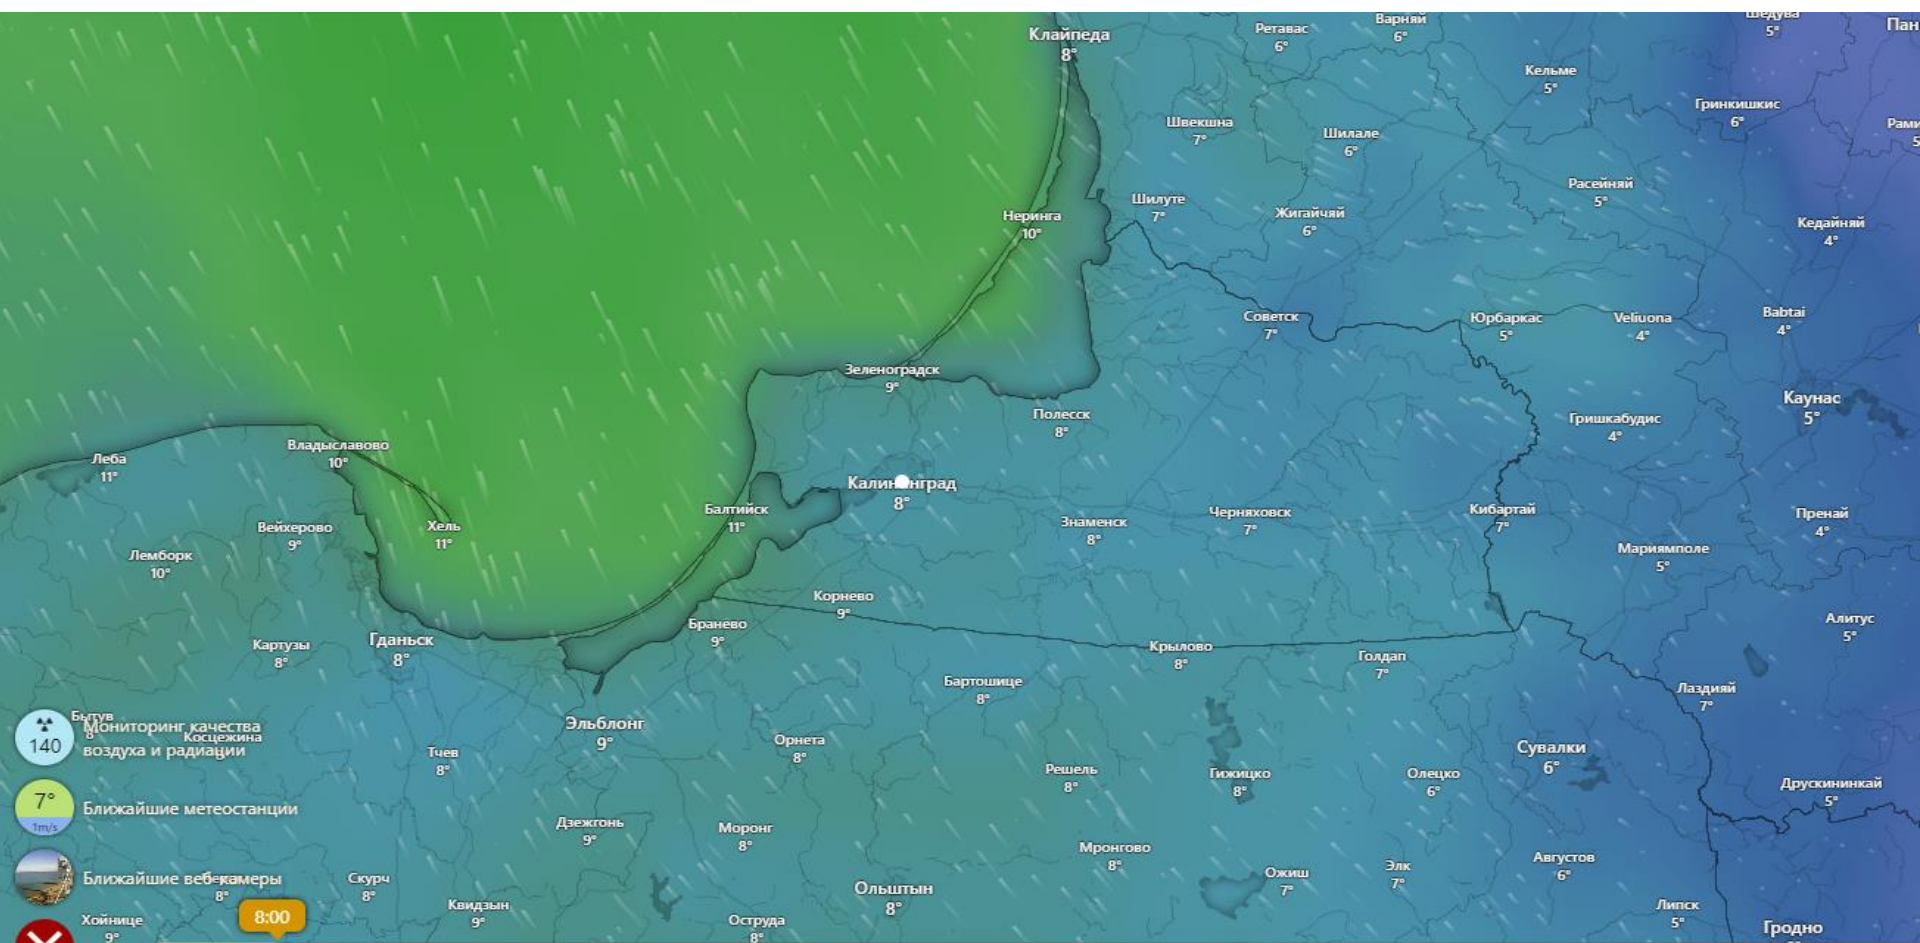 Клайпеда
8°
Ретавас
6°
Варняй
6°
Шедува
5°
Кельме
5°
Гринкишкис
6°
Швекшна
7°
Шилале
6°
Расейняй
5°
Шилуте
7°
Жигайчяй
6°
Кедайняй
4°
Неринга
10°
Советск
7°
Юрбаркас
5°
Veliuona
4°
Babtai
4°
Зеленоградск
9°
Полесск
8°
Гришкабудис
4°
Каунас
5°
Леба
11°
Владыславово
10°
Вейхерово
9°
Хель
11°
Лемборк
10°
Балтийск
11°
Калининград
8°
Знаменск
8°
Черняховск
7°
Кибартай
7°
Пренай
4°
Мариямполе
5°
Корнево
9°
Бранево
9°
Картузы
8°
Гданьск
8°
Крылово
8°
Голдап
7°
Алитус
5°
Бартошице
8°
Лаздияй
7°
Бытув
8°
Косцежина
Мониторинг качества
воздуха и радиации
140
Тчев
8°
Эльблонг
9°
Орнета
8°
Решель
8°
Гижицко
8°
Олецко
6°
Сувалки
6°
Друскининкай
5°
7°
1m/s
Ближайшие метеостанции
Дзежгонь
9°
Моронг
8°
Мронгово
8°
Ожиш
7°
Элк
7°
Августов
6°
Ближайшие веб-камеры
8°
Скурч
8°
Квидзын
9°
Ольштын
8°
Оструда
8°
Липск
5°
Гродно
Хойнице
9°
8:00